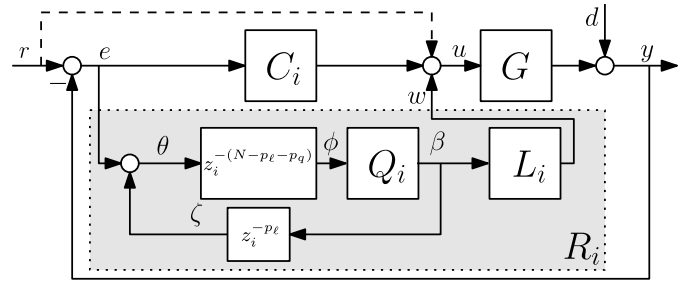 d
r e u y
C_i G
− w
θ z_i^{-(N-p_ℓ-p_q)} ϕ Q_i β L_i
ζ z_i^{-p_ℓ}
R_i